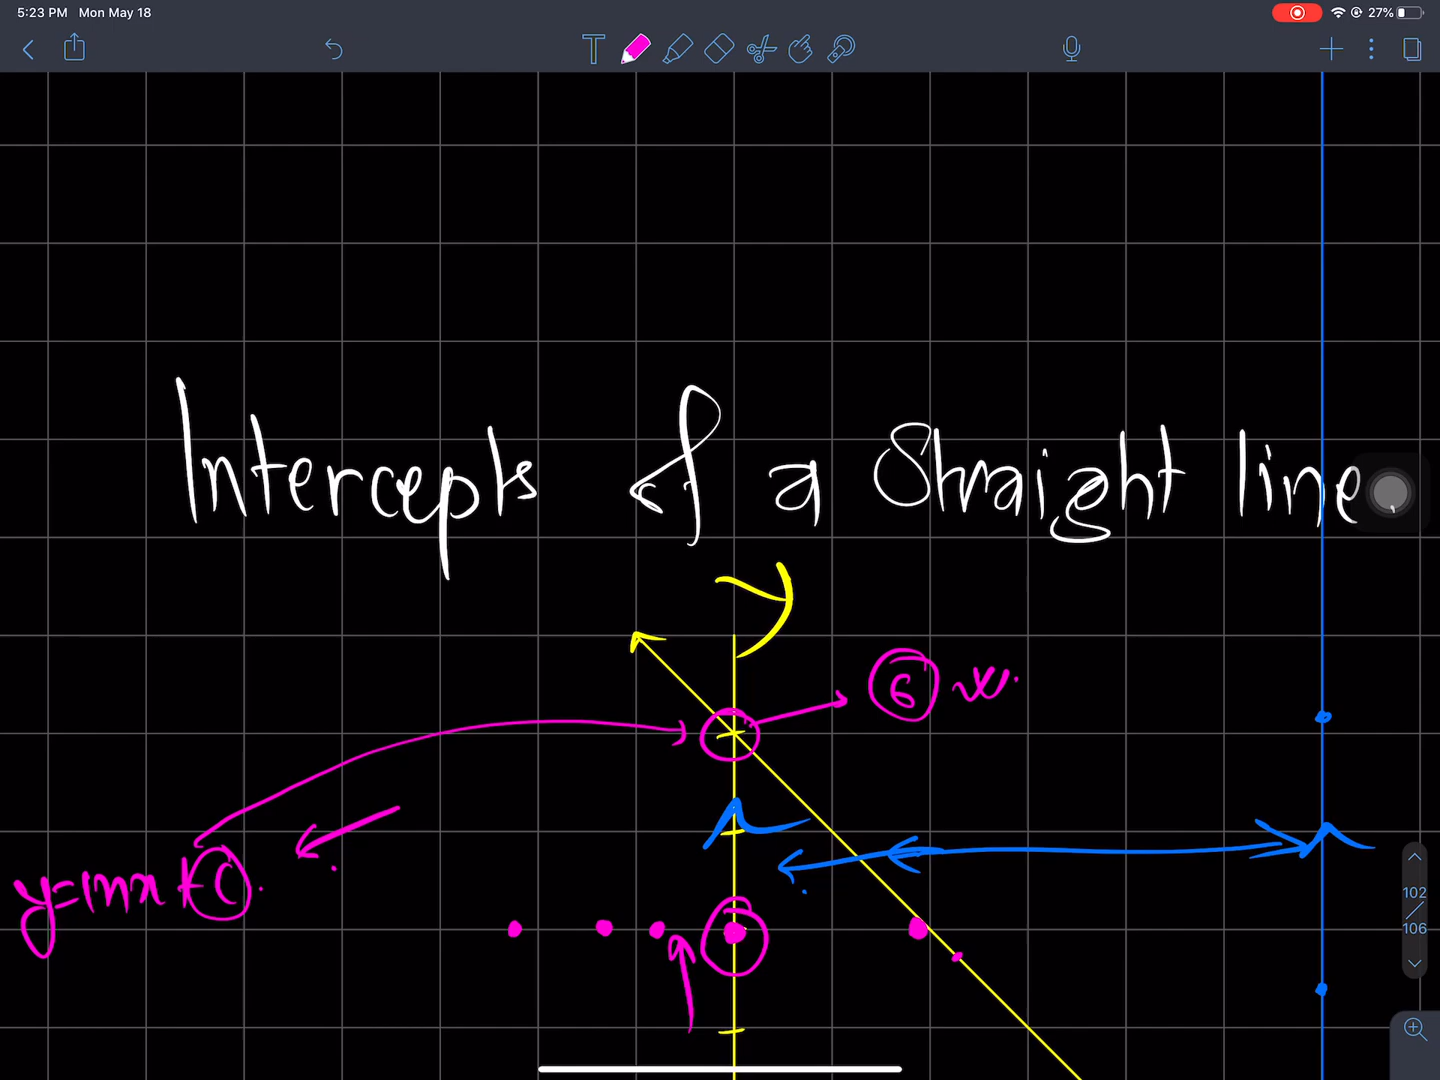 5:23 PM Mon May 18 27%
Intercepts of a Straight line
y
6
y=mx+C.
102
106